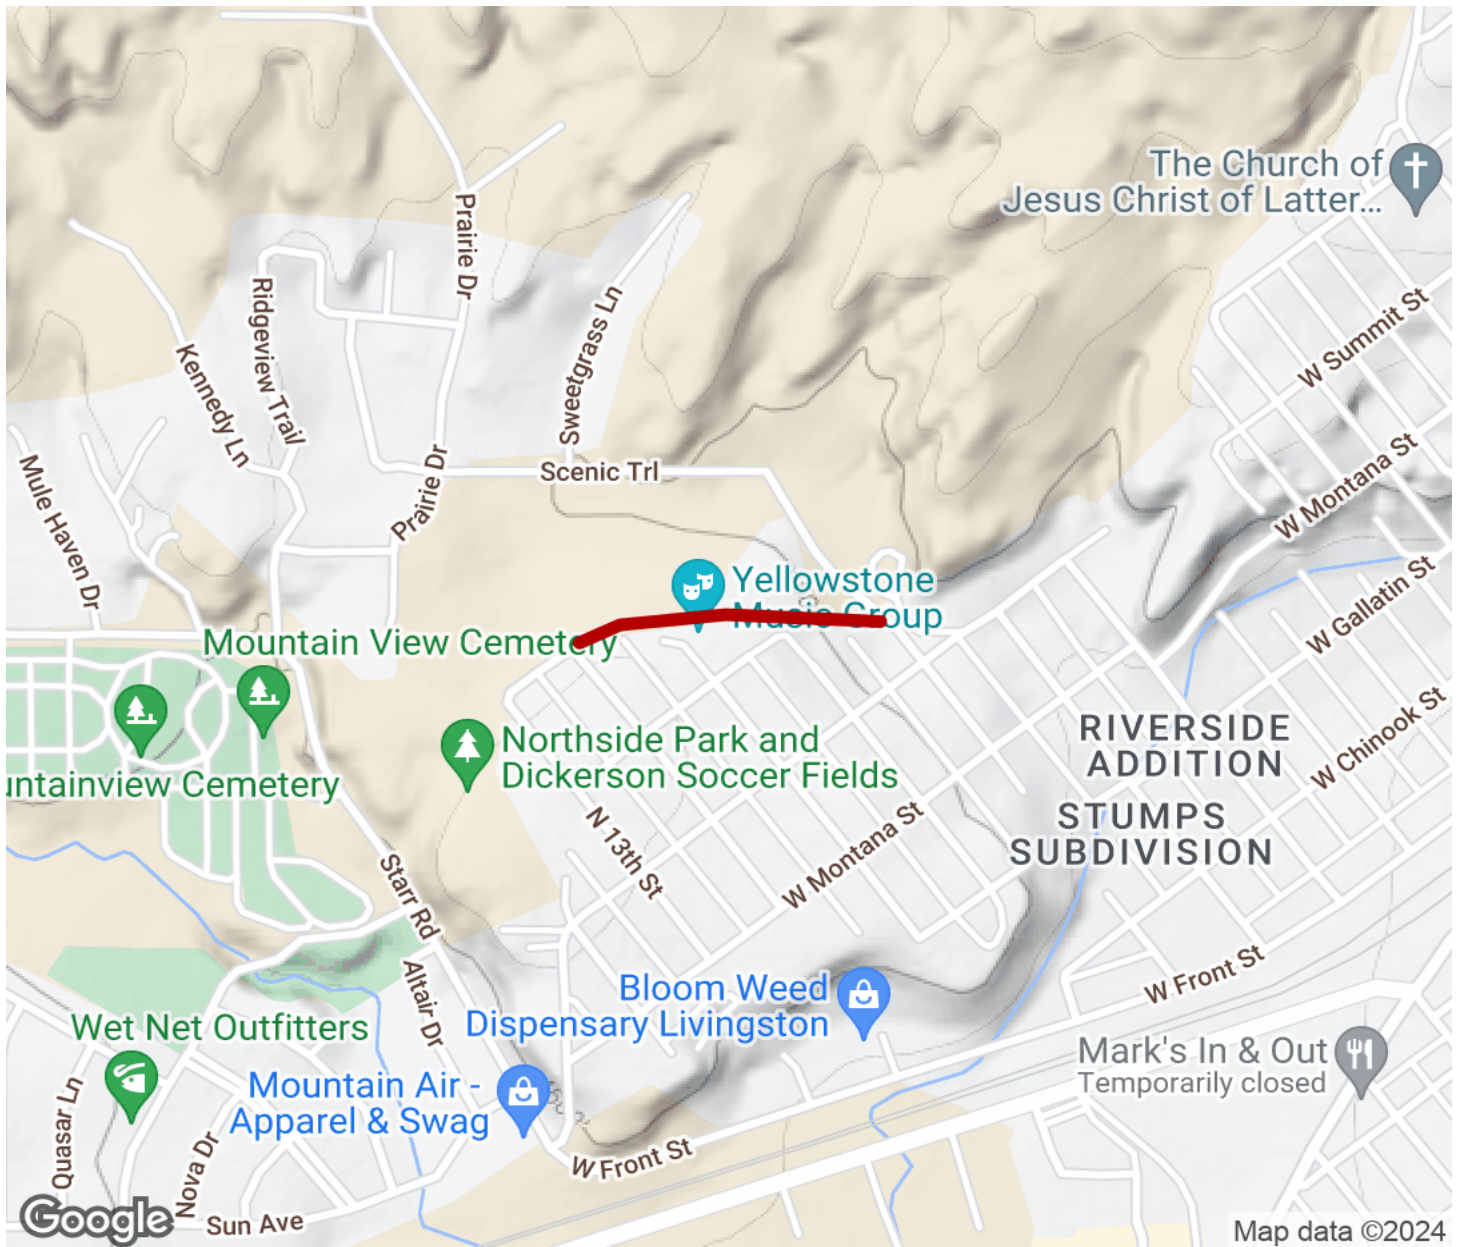 The Church of
Jesus Christ of Latter...
Prairie Dr
Ridgeview Trail
Sweetgrass Ln
W Summit St
Kennedy Ln
Mule Haven Dr
Prairie Dr
Scenic Trl
W Montana St
Yellowstone
Music Group
W Gallatin St
Mountain View Cemetery
W Chinook St
Northside Park and
Dickerson Soccer Fields
RIVERSIDE
ADDITION
untainview Cemetery
STUMPS
SUBDIVISION
N 13th St
W Montana St
Starr Rd
W Front St
Altair Dr
Bloom Weed
Dispensary Livingston
Wet Net Outfitters
Mark's In & Out
Temporarily closed
Mountain Air -
Apparel & Swag
Quasar Ln
Nova Dr
W Front St
Google
Sun Ave
Map data ©2024